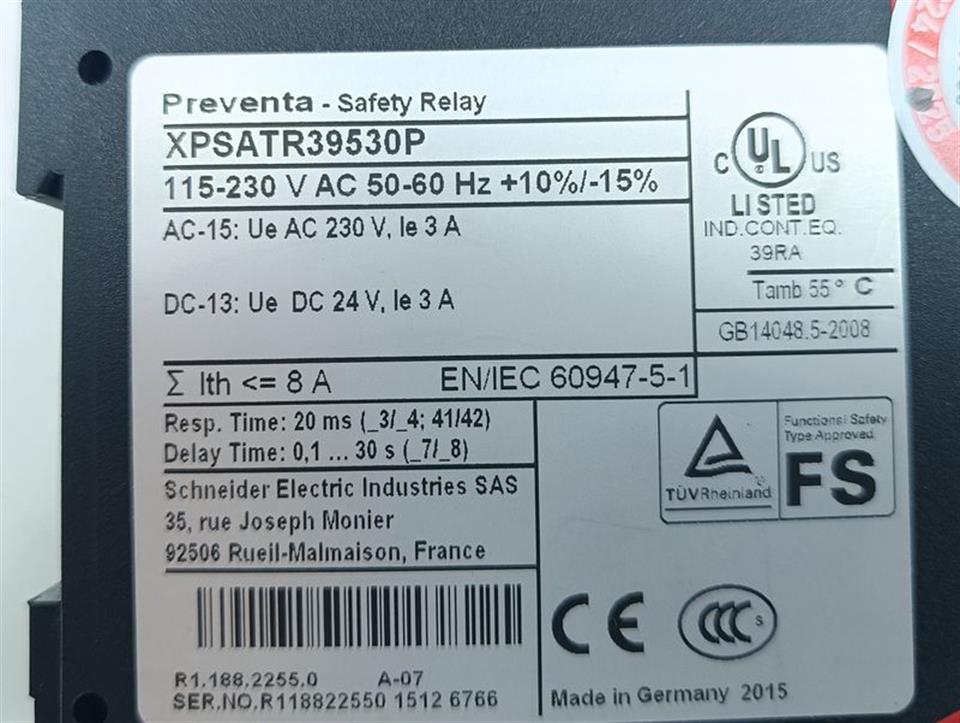 Preventa - Safety Relay
XPSATR39530P
115-230 V AC 50-60 Hz +10%/-15%
AC-15: Ue AC 230 V, Ie 3 A
DC-13: Ue DC 24 V, Ie 3 A
Σ Ith <= 8 A
EN/IEC 60947-5-1
C UL US
LISTED
IND.CONT.EQ.
39RA
Tamb 55° C
GB14048.5-2008
Resp. Time: 20 ms (_3/_4; 41/42)
Delay Time: 0,1 ... 30 s (_7/_8)
Schneider Electric Industries SAS
35, rue Joseph Monier
92506 Rueil-Malmaison, France
TÜVRheinland
Functional Safety
Type Approved
FS
R1.188.2255.0 A-07
SER.NO.R118822550 1512 6766
CE
CCC S
Made in Germany 2015